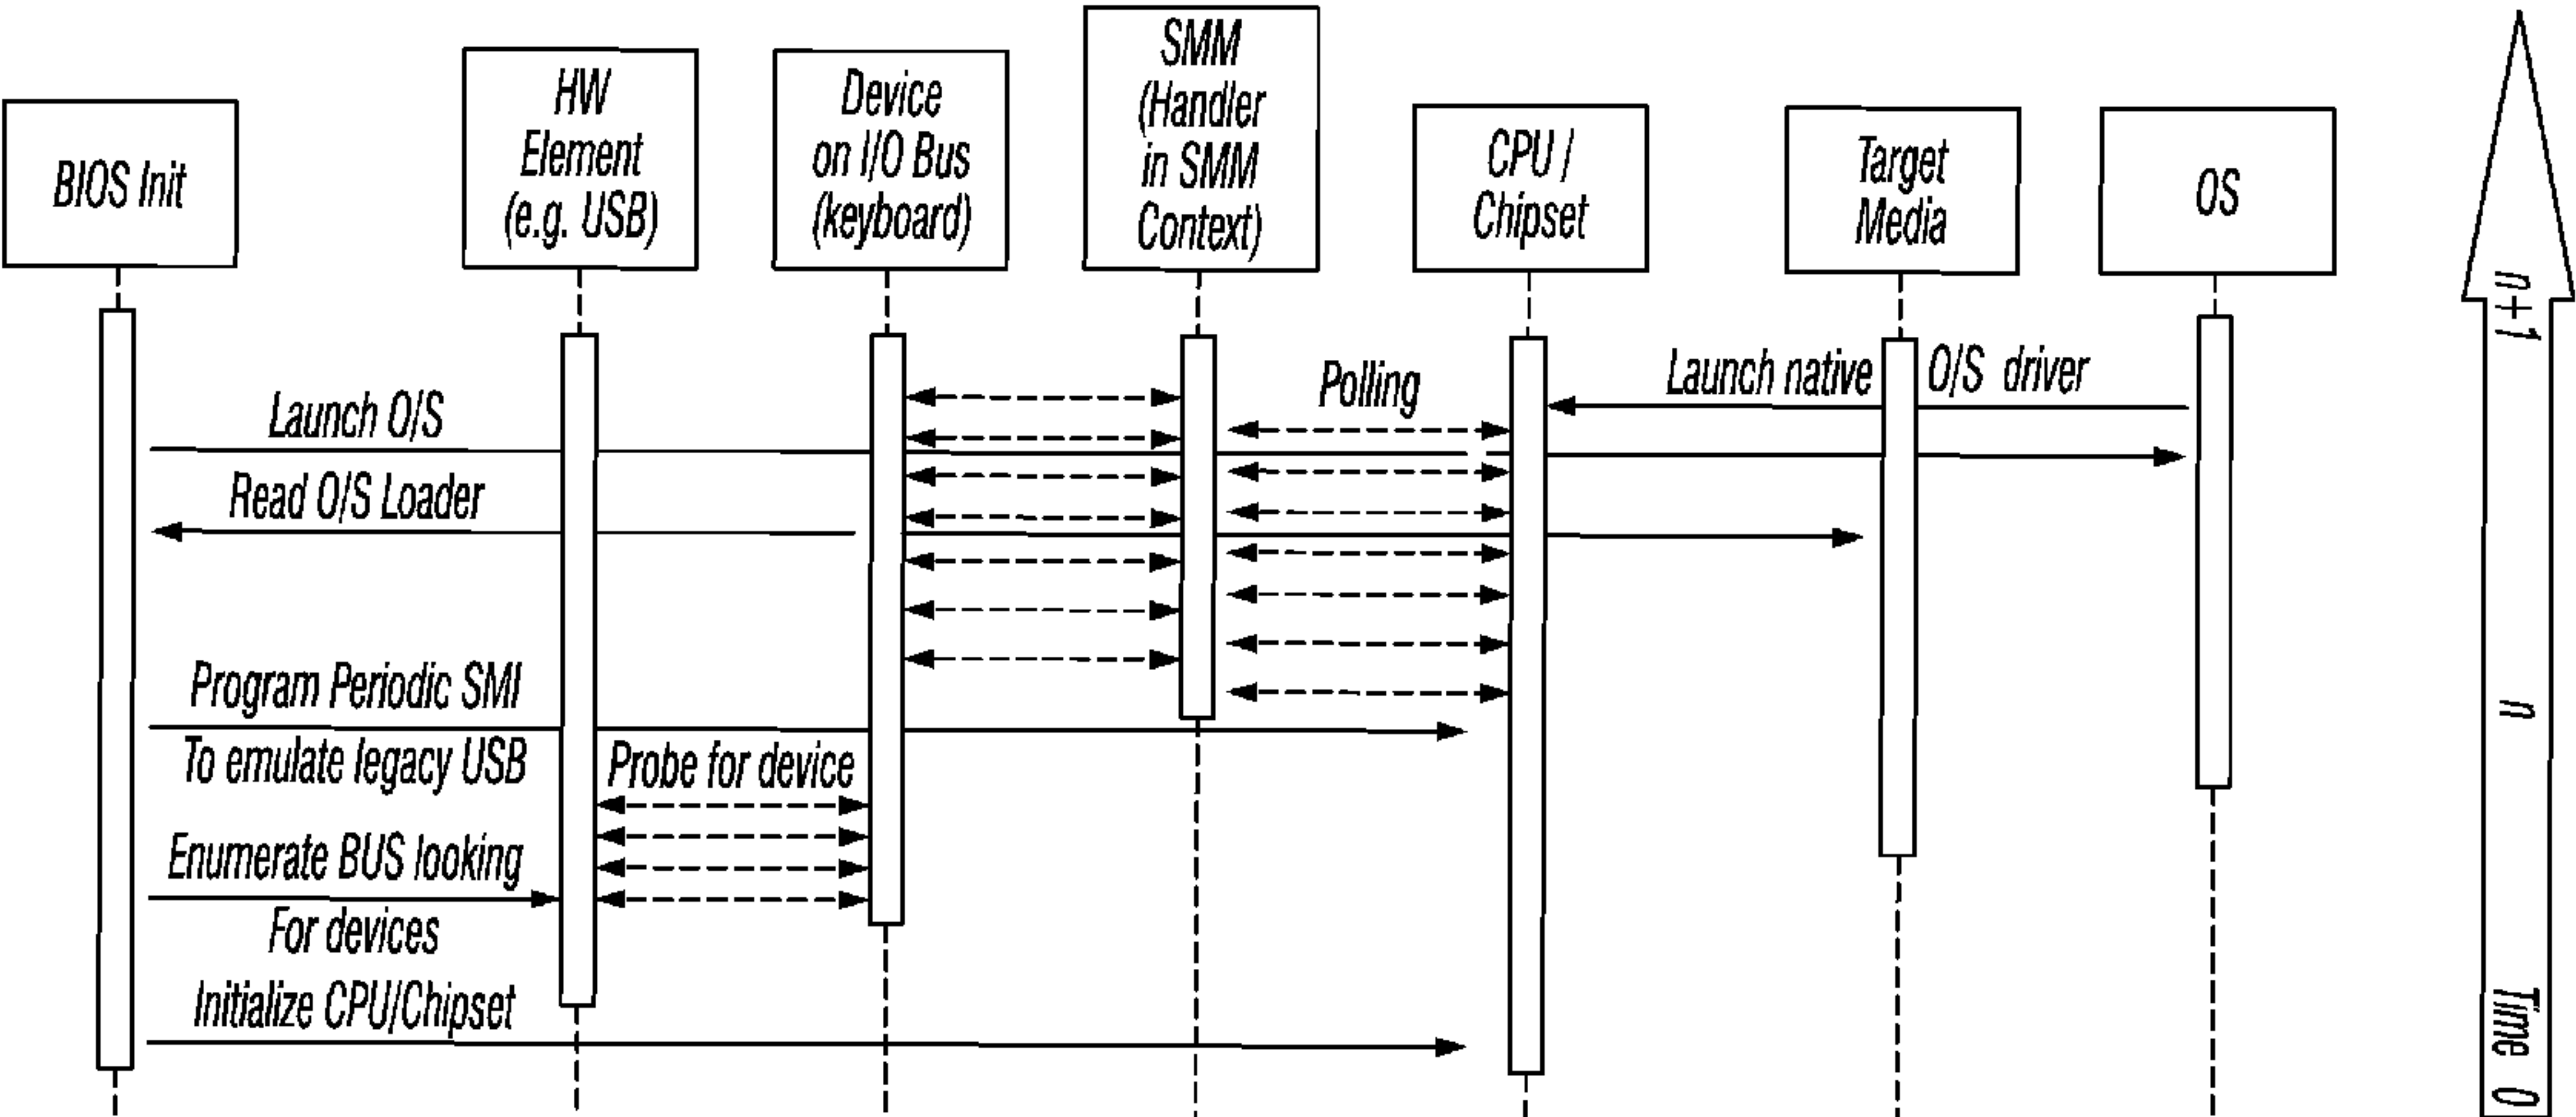 BIOS Init
HW
Element
(e.g. USB)
Device
on I/O Bus
(keyboard)
SMM
(Handler
in SMM
Context)
CPU /
Chipset
Target
Media
OS
n+1
Polling
Launch native O/S driver
Launch O/S
Read O/S Loader
Program Periodic SMI
To emulate legacy USB
n
Probe for device
Enumerate BUS looking
For devices
Initialize CPU/Chipset
Time 0